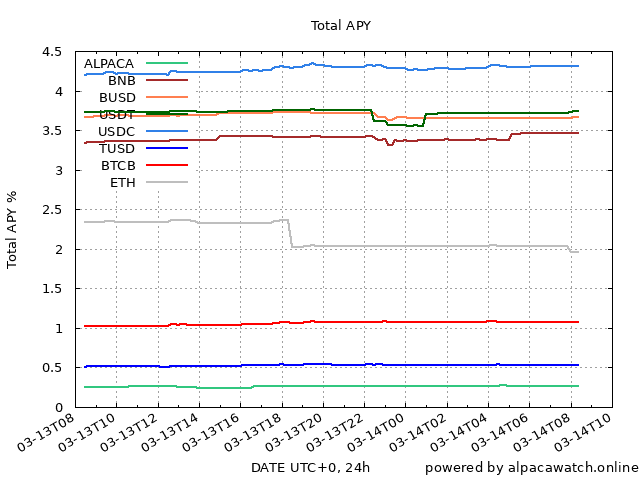 Total APY
4.5
4
3.5
3
2.5
2
1.5
1
0.5
0
Total APY %
ALPACA
BNB
BUSD
USDT
USDC
TUSD
BTCB
ETH
03-13T08
03-13T10
03-13T12
03-13T14
03-13T16
03-13T18
03-13T20
03-13T22
03-14T00
03-14T02
03-14T04
03-14T06
03-14T08
03-14T10
DATE UTC+0, 24h
powered by alpacawatch.online